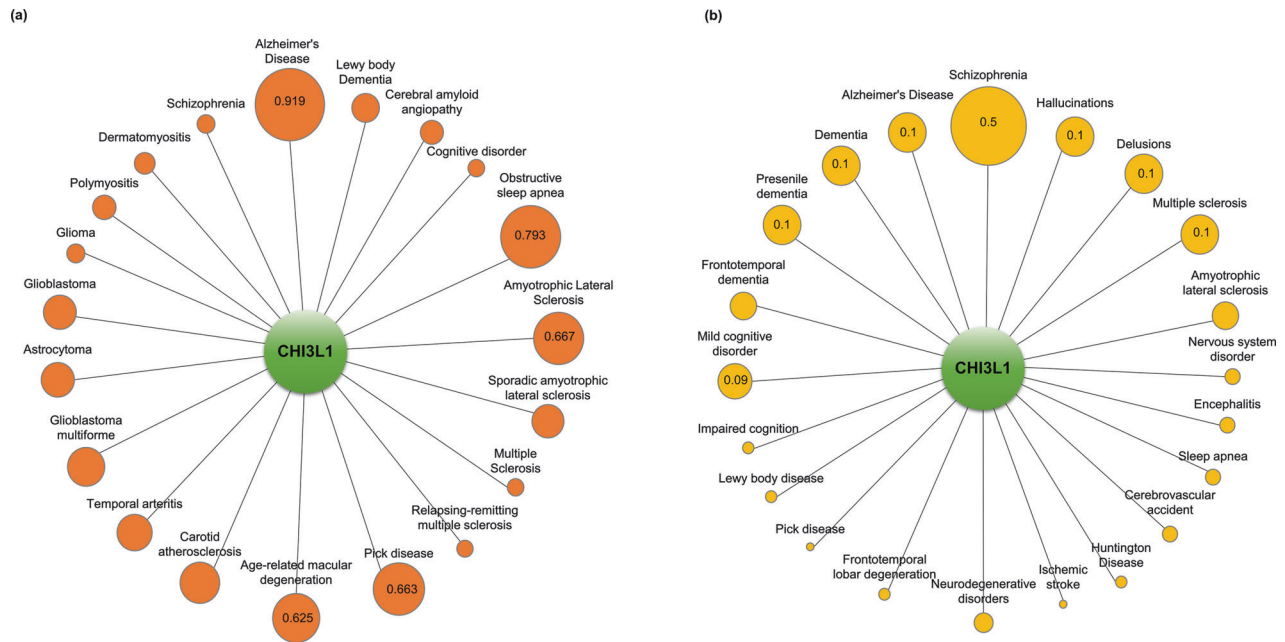 (a)
Alzheimer's
Disease
0.919
Lewy body
Dementia
Cerebral amyloid
angiopathy
Cognitive disorder
Obstructive
sleep apnea
0.793
Amyotrophic Lateral
Sclerosis
0.667
Sporadic amyotrophic
lateral sclerosis
Multiple
Sclerosis
Relapsing-remitting
multiple sclerosis
Pick disease
0.663
Age-related macular
degeneration
0.625
Carotid
atherosclerosis
Temporal arteritis
Glioblastoma
multiforme
Astrocytoma
Glioblastoma
Glioma
Polymyositis
Dermatomyositis
Schizophrenia
CHI3L1
(b)
Schizophrenia
0.5
Hallucinations
0.1
Delusions
0.1
Multiple sclerosis
0.1
Amyotrophic
lateral sclerosis
Nervous system
disorder
Encephalitis
Sleep apnea
Cerebrovascular
accident
Huntington
Disease
Ischemic
stroke
Neurodegenerative
disorders
Frontotemporal
lobar degeneration
Pick disease
Lewy body disease
Impaired cognition
Mild cognitive
disorder
0.09
Frontotemporal
dementia
Presenile
dementia
0.1
Dementia
0.1
Alzheimer's Disease
0.1
CHI3L1